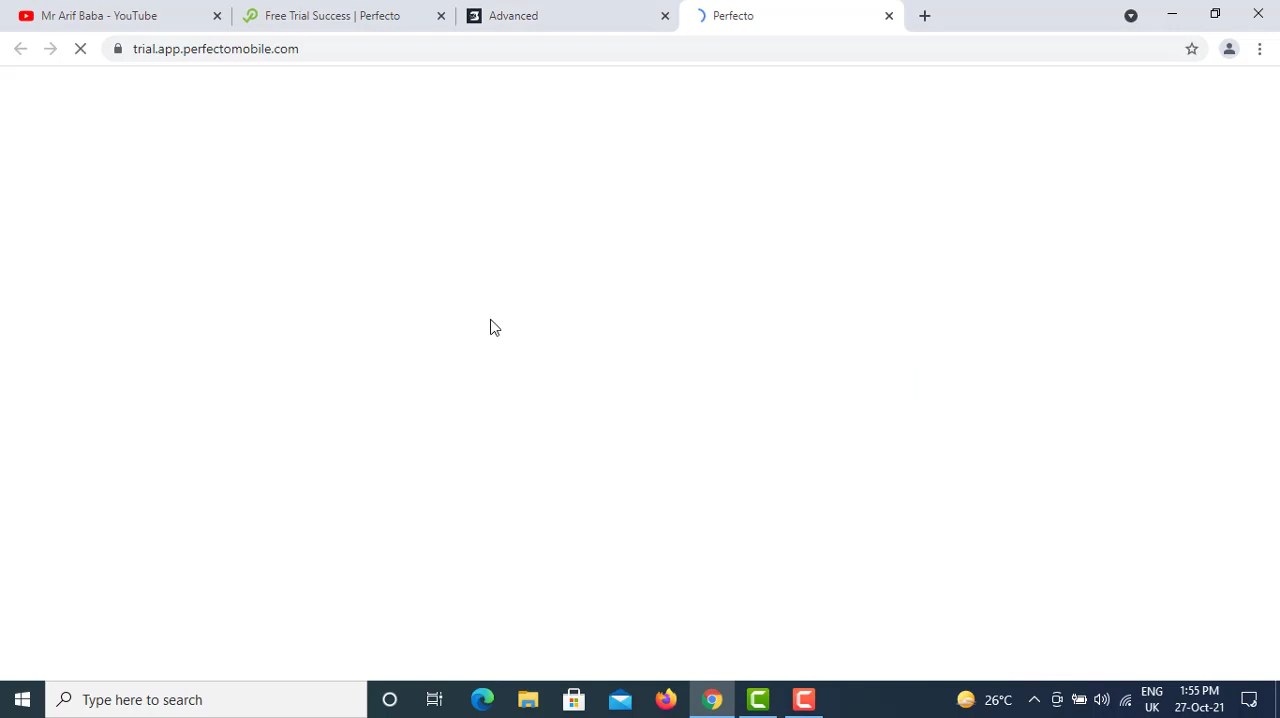 Mr Arif Baba - YouTube
Free Trial Success | Perfecto
Advanced
Perfecto
trial.app.perfectomobile.com
Type here to search
26°C
ENG
UK
1:55 PM
27-Oct-21